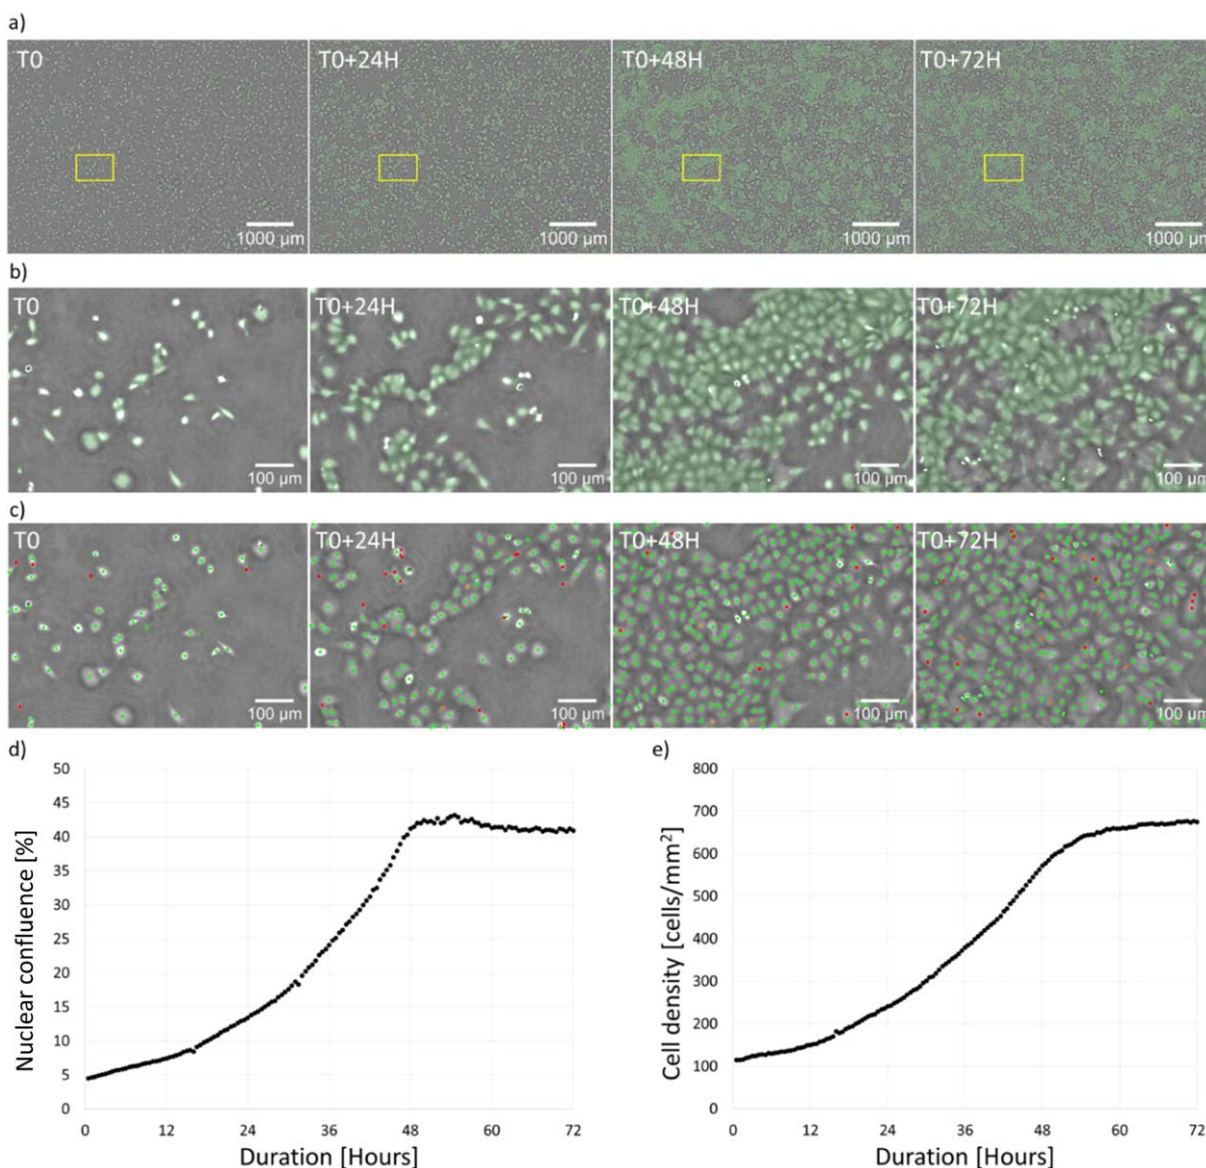 a)
T0 T0+24H T0+48H T0+72H
1000 µm 1000 µm 1000 µm 1000 µm
b)
T0 T0+24H T0+48H T0+72H
100 µm 100 µm 100 µm 100 µm
c)
T0 T0+24H T0+48H T0+72H
100 µm 100 µm 100 µm 100 µm
d)
Nuclear confluence [%]
50
45
40
35
30
25
20
15
10
5
0
0 12 24 36 48 60 72
Duration [Hours]
e)
Cell density [cells/mm²]
800
700
600
500
400
300
200
100
0
0 12 24 36 48 60 72
Duration [Hours]